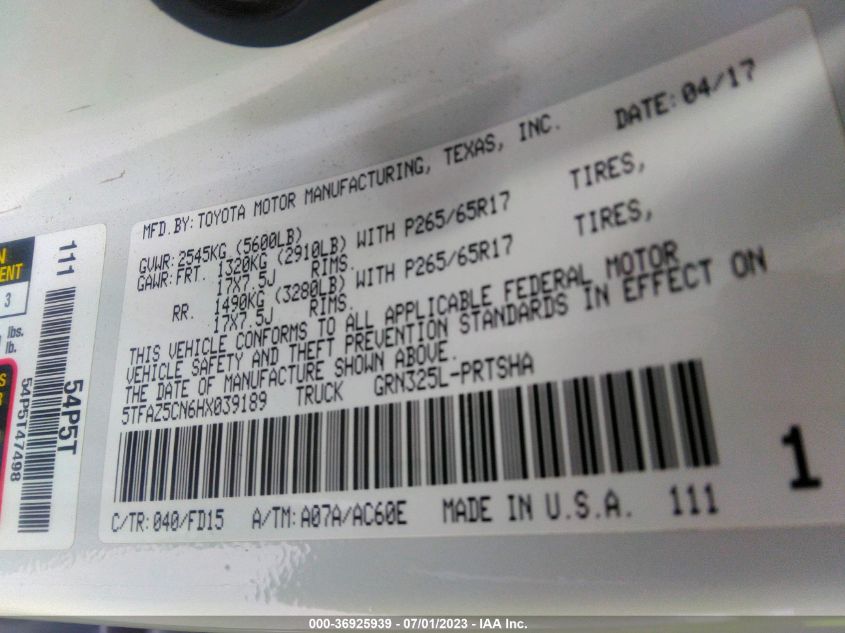 MFD.BY:TOYOTA MOTOR MANUFACTURING, TEXAS, INC. DATE:04/17
GVWR:2545KG (5600LB)
GAWR:FRT. 1320KG (2910LB) WITH P265/65R17 TIRES,
17X7.5J RIMS.
RR. 1490KG (3280LB) WITH P265/65R17 TIRES,
17X7.5J RIMS.
THIS VEHICLE CONFORMS TO ALL APPLICABLE FEDERAL MOTOR
VEHICLE SAFETY AND THEFT PREVENTION STANDARDS IN EFFECT ON
THE DATE OF MANUFACTURE SHOWN ABOVE.
5TFAZ5CN6HX039189 TRUCK GRN325L-PRTSHA
C/TR:040/FD15 A/TM:A07A/AC60E MADE IN U.S.A. 111
1
111
54P5T
54P5T47498
3
lbs.
lb.
000-36925939 - 07/01/2023 - IAA Inc.